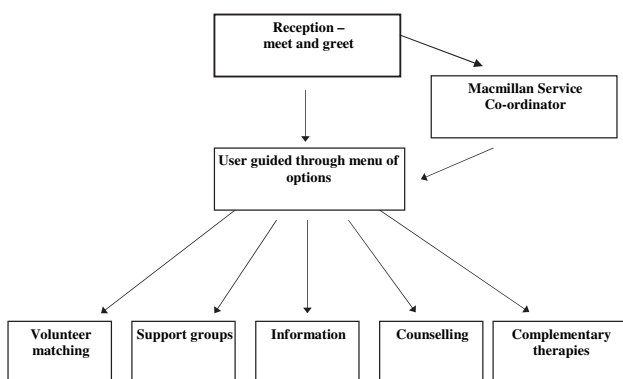 Reception –
meet and greet
Macmillan Service
Co-ordinator
User guided through menu of
options
Volunteer
matching
Support groups
Information
Counselling
Complementary
therapies